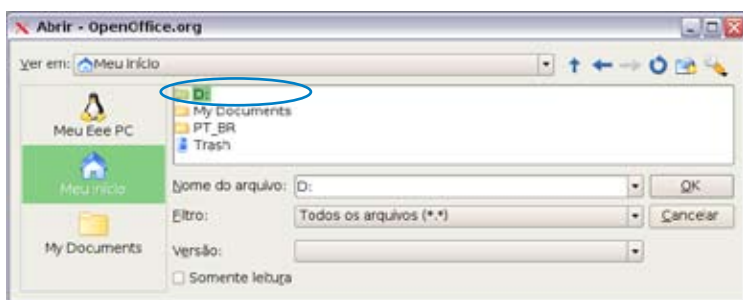 Abrir - OpenOffice.org
Ver em: Meu Início
Meu Eee PC
Meu início
My Documents
D:
My Documents
PT_BR
Trash
Nome do arquivo: D: OK
Filtro: Todos os arquivos (*.*) Cancelar
Versão:
Somente leitura